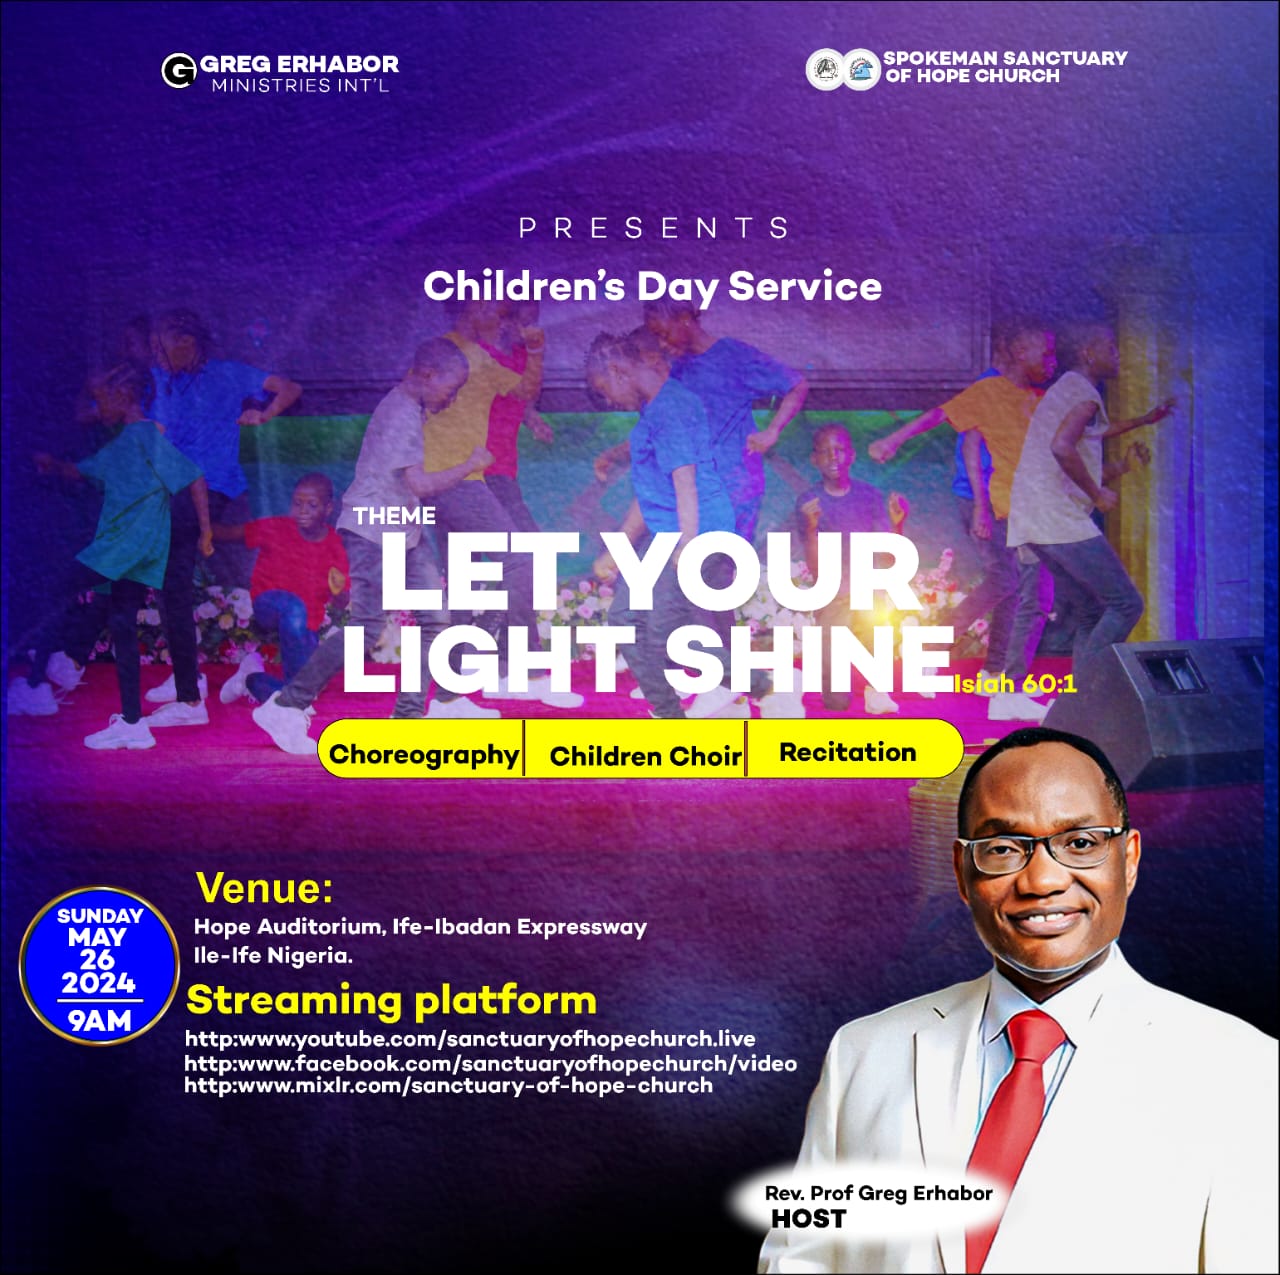 GREG ERHABOR
MINISTRIES INT'L
SPOKEMAN SANCTUARY
OF HOPE CHURCH
PRESENTS
Children's Day Service
THEME
LET YOUR
LIGHT SHINE
Isiah 60:1
Choreography
Children Choir
Recitation
SUNDAY
MAY
26
2024
9AM
Venue:
Hope Auditorium, Ife-Ibadan Expressway
Ile-Ife Nigeria.
Streaming platform
http:www.youtube.com/sanctuaryofhopechurch.live
http:www.facebook.com/sanctuaryofhopechurch/video
http:www.mixlr.com/sanctuary-of-hope-church
Rev. Prof Greg Erhabor
HOST